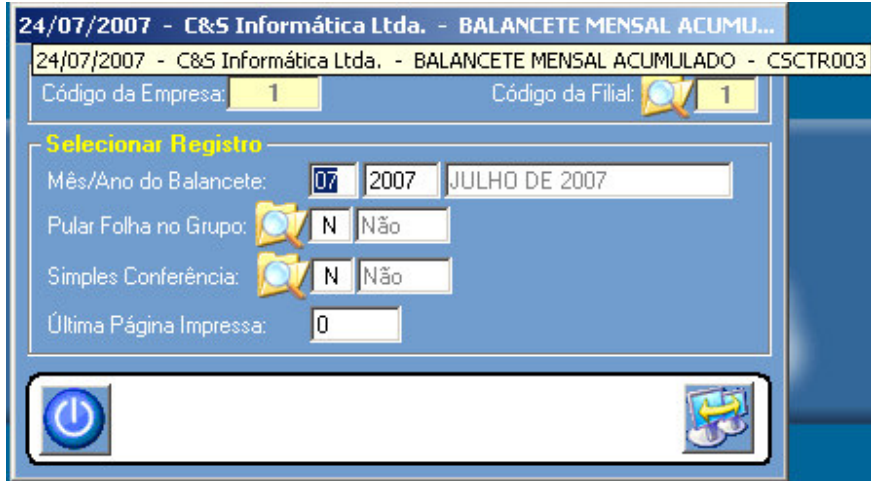 24/07/2007 - C&S Informática Ltda. - BALANCETE MENSAL ACUMU...
24/07/2007 - C&S Informática Ltda. - BALANCETE MENSAL ACUMULADO - CSCTR003
Código da Empresa: 1 Código da Filial: 1
Selecionar Registro
Mês/Ano do Balancete: 07 2007 JULHO DE 2007
Pular Folha no Grupo: N Não
Simples Conferência: N Não
Última Página Impressa: 0